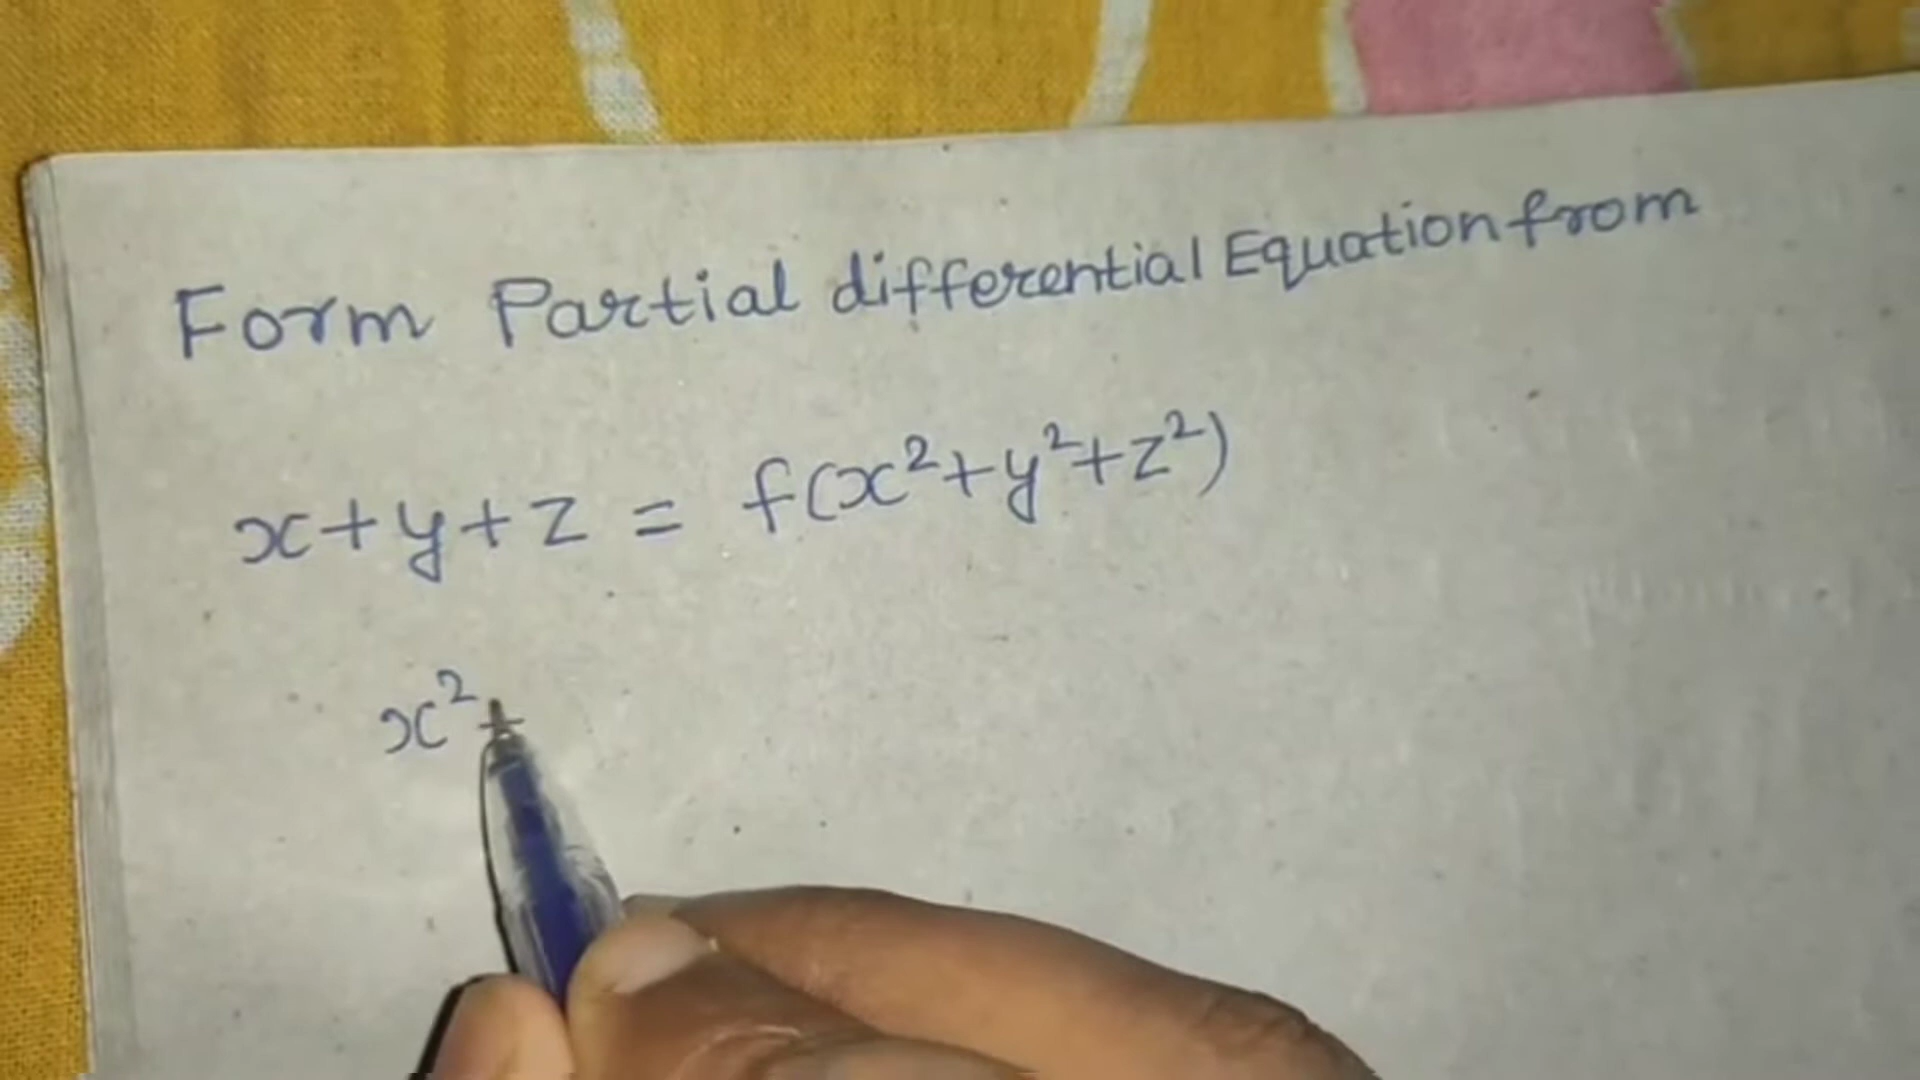 Form Partial differential Equation from
x+y+z = f(x²+y²+z²)
x²+